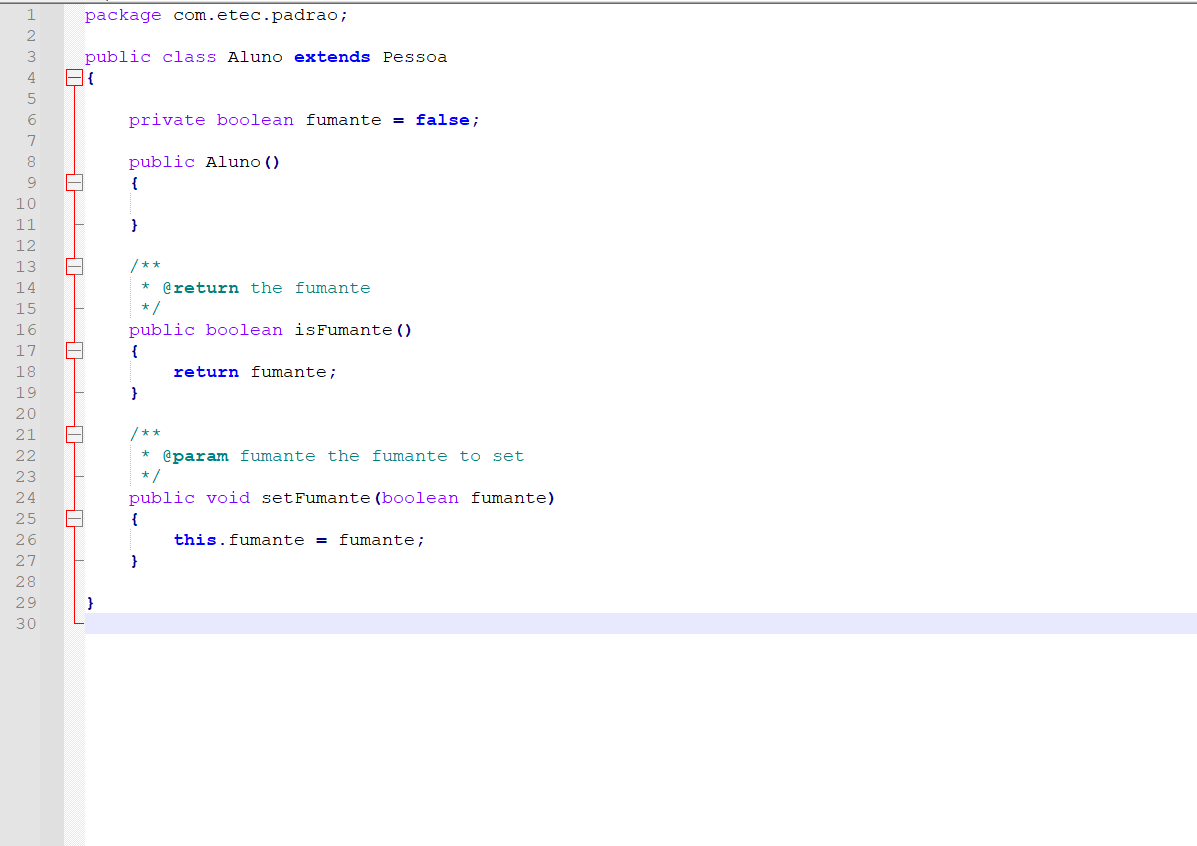 1 package com.etec.padrao;
2
3 public class Aluno extends Pessoa
4 {
5
6     private boolean fumante = false;
7
8     public Aluno()
9     {
10
11     }
12
13     /**
14      * @return the fumante
15      */
16     public boolean isFumante()
17     {
18         return fumante;
19     }
20
21     /**
22      * @param fumante the fumante to set
23      */
24     public void setFumante(boolean fumante)
25     {
26         this.fumante = fumante;
27     }
28
29 }
30